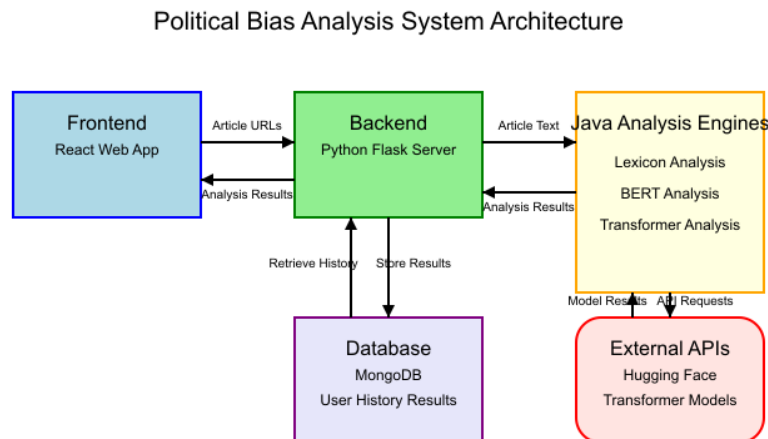 Political Bias Analysis System Architecture
Frontend
React Web App
Article URLs
Analysis Results
Backend
Python Flask Server
Article Text
Analysis Results
Java Analysis Engines
Lexicon Analysis
BERT Analysis
Transformer Analysis
Retrieve History
Store Results
Model Results
API Requests
Database
MongoDB
User History Results
External APIs
Hugging Face
Transformer Models